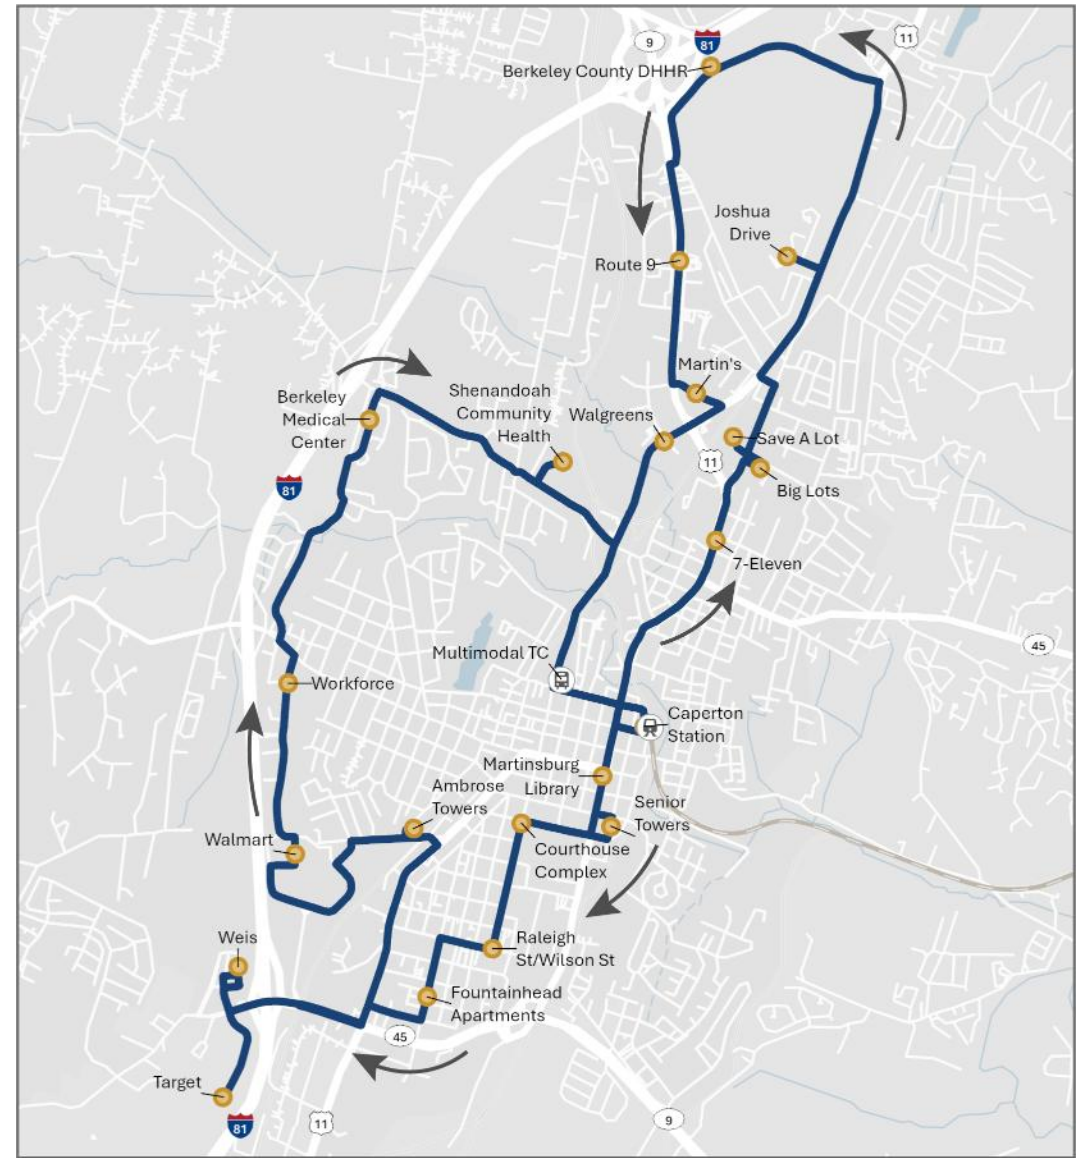 9
81
11
Berkeley County DHHR
Joshua
Drive
Route 9
Martin's
Berkeley
Medical
Center
Shenandoah
Community
Health
Walgreens
Save A Lot
11
Big Lots
81
7-Eleven
45
Multimodal TC
Workforce
Caperton
Station
Martinsburg
Library
Ambrose
Towers
Senior
Towers
Walmart
Courthouse
Complex
Weis
Raleigh
St/Wilson St
Fountainhead
Apartments
45
Target
81
11
9